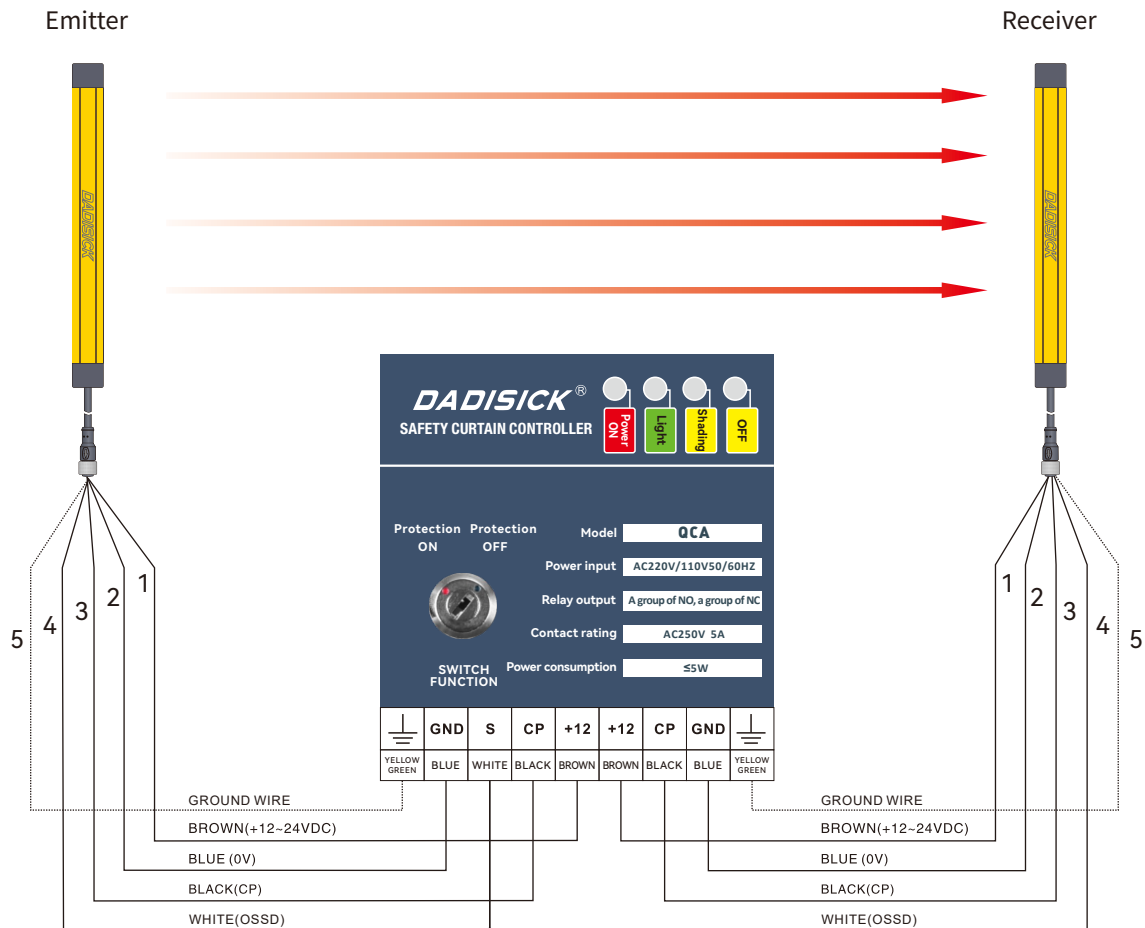 Emitter
Receiver
DADISICK
DADISICK
DADISICK®
SAFETY CURTAIN CONTROLLER
Power ON
Light
Shading
OFF
Protection ON
Protection OFF
SWITCH FUNCTION
Model QCA
Power input AC220V/110V50/60HZ
Relay output A group of NO, a group of NC
Contact rating AC250V 5A
Power consumption ≤5W
5 4 3 2 1
1 2 3 4 5
GND S CP +12 +12 CP GND
YELLOW GREEN BLUE WHITE BLACK BROWN BROWN BLACK BLUE YELLOW GREEN
GROUND WIRE
BROWN(+12~24VDC)
BLUE (0V)
BLACK(CP)
WHITE(OSSD)
GROUND WIRE
BROWN(+12~24VDC)
BLUE (0V)
BLACK(CP)
WHITE(OSSD)